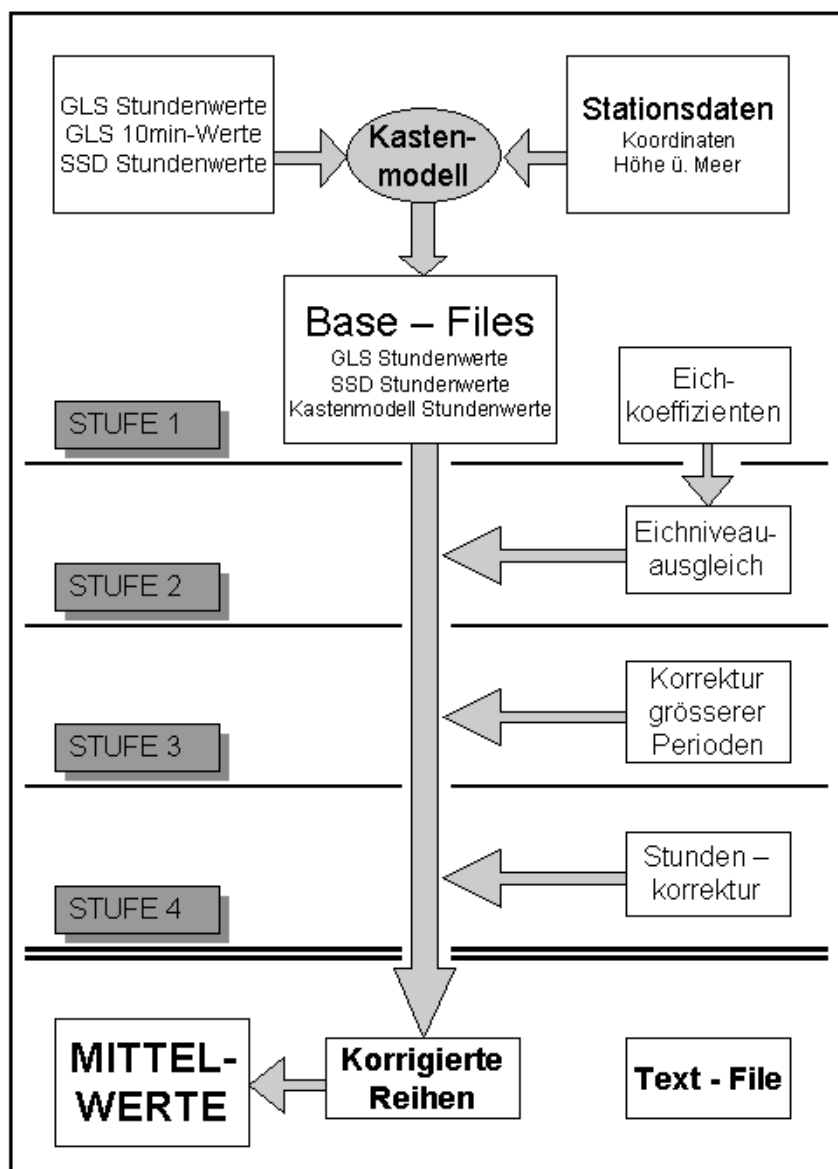 GLS Stundenwerte
GLS 10min-Werte
SSD Stundenwerte
Kasten-
modell
Stationsdaten
Koordinaten
Höhe ü. Meer
Base – Files
GLS Stundenwerte
SSD Stundenwerte
Kastenmodell Stundenwerte
Eich-
koeffizienten
STUFE 1
Eichniveau-
ausgleich
STUFE 2
Korrektur
grösserer
Perioden
STUFE 3
Stunden –
korrektur
STUFE 4
MITTEL-
WERTE
Korrigierte
Reihen
Text - File